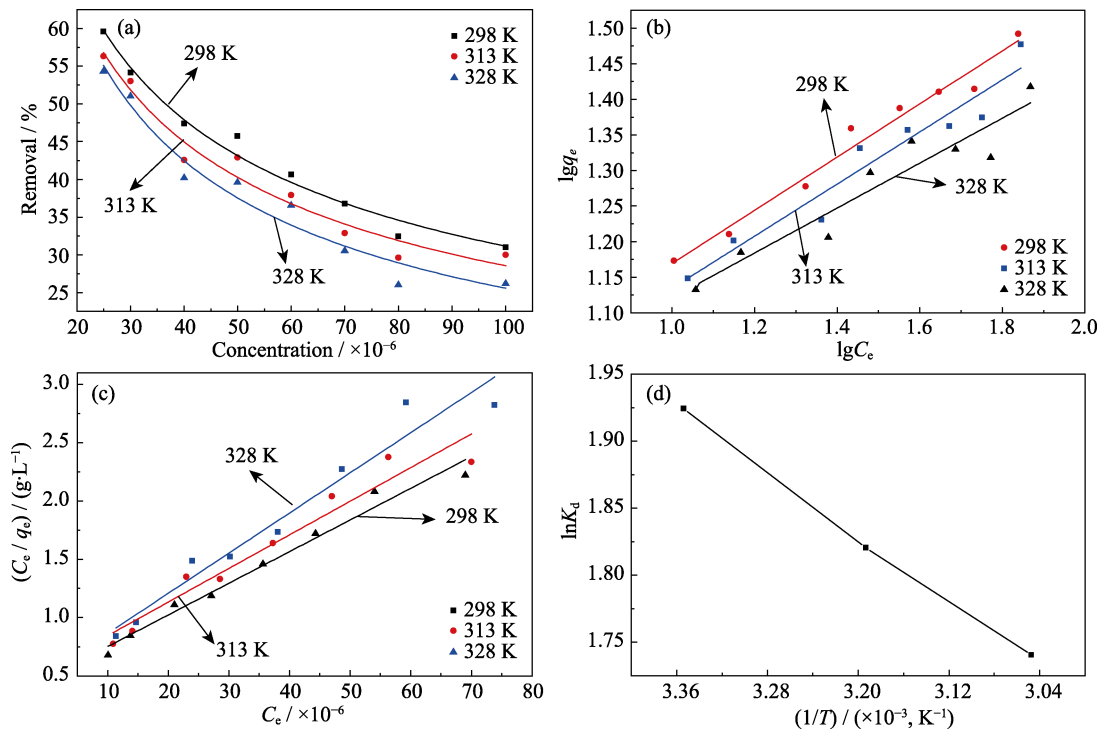 (a)
298 K
313 K
328 K
298 K
313 K
328 K
Removal / %
60
55
50
45
40
35
30
25
20 30 40 50 60 70 80 90 100
Concentration / ×10⁻⁶
(b)
298 K
328 K
313 K
298 K
313 K
328 K
lgqₑ
1.50
1.45
1.40
1.35
1.30
1.25
1.20
1.15
1.10
1.0 1.2 1.4 1.6 1.8 2.0
lgCₑ
(c)
328 K
298 K
313 K
298 K
313 K
328 K
(Cₑ / qₑ) / (g·L⁻¹)
3.0
2.5
2.0
1.5
1.0
0.5
10 20 30 40 50 60 70 80
Cₑ / ×10⁻⁶
(d)
lnK_d
1.95
1.90
1.85
1.80
1.75
3.36 3.28 3.20 3.12 3.04
(1/T) / (×10⁻³, K⁻¹)